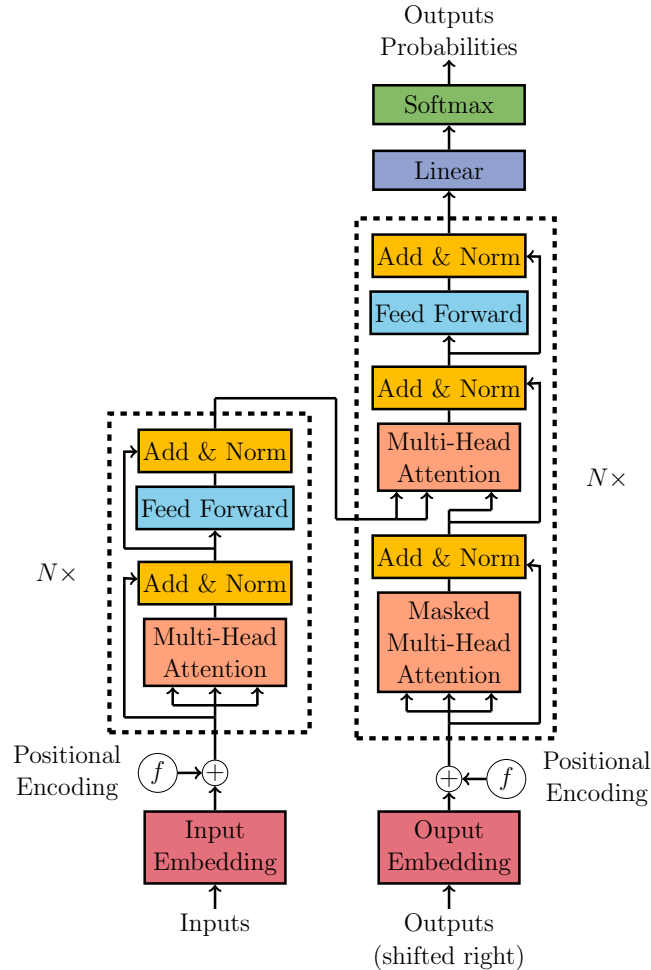 Outputs
Probabilities
Softmax
Linear
Add & Norm
Feed Forward
Add & Norm
Multi-Head
Attention
N×
Add & Norm
Masked
Multi-Head
Attention
Add & Norm
Feed Forward
N×
Add & Norm
Multi-Head
Attention
Positional
Encoding
f
+
+
f
Positional
Encoding
Input
Embedding
Ouput
Embedding
Inputs
Outputs
(shifted right)